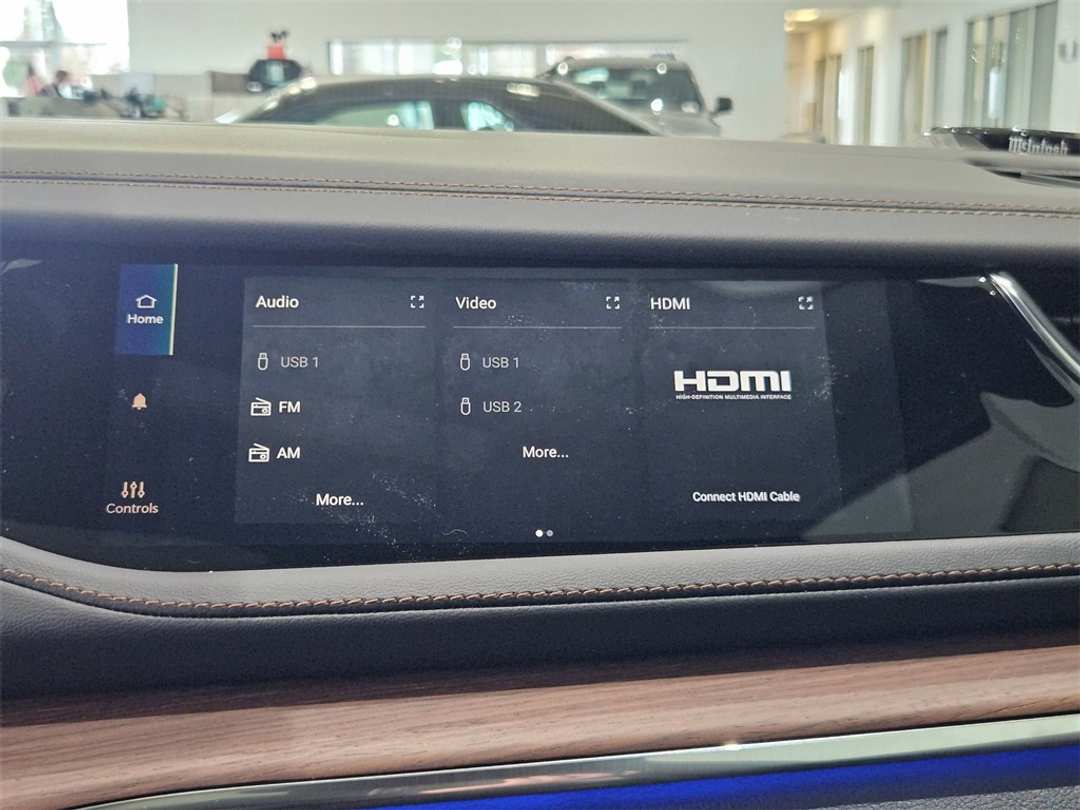 McIntosh
Home
Controls
Audio
USB 1
FM
AM
More...
Video
USB 1
USB 2
More...
HDMI
HDMI
HIGH-DEFINITION MULTIMEDIA INTERFACE
Connect HDMI Cable